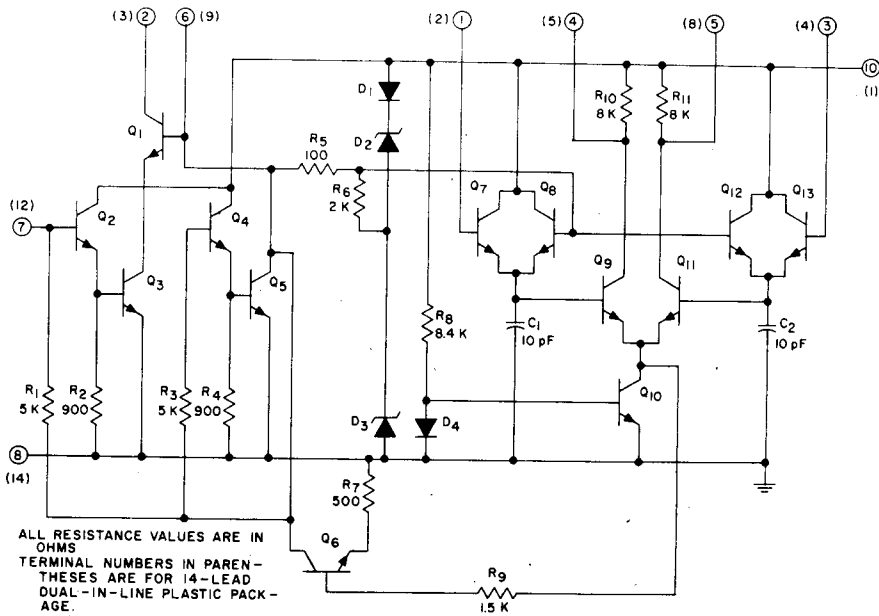 (3) 2 6 (9) (2) 1 (5) 4 (8) 5 (4) 3
10
(1)
D1
R10
8 K
R11
8 K
Q1
R5
100
D2
R6
2 K
Q7 Q8 Q12 Q13
(12)
7
Q2 Q4
Q3 Q5
Q9 Q11
R8
8.4 K
C1
10 pF
C2
10 pF
R1
5 K
R2
900
R3
5 K
R4
900
D3 D4
Q10
8
(14)
R7
500
Q6
R9
1.5 K
ALL RESISTANCE VALUES ARE IN
OHMS
TERMINAL NUMBERS IN PAREN-
THESES ARE FOR 14-LEAD
DUAL-IN-LINE PLASTIC PACK-
AGE.